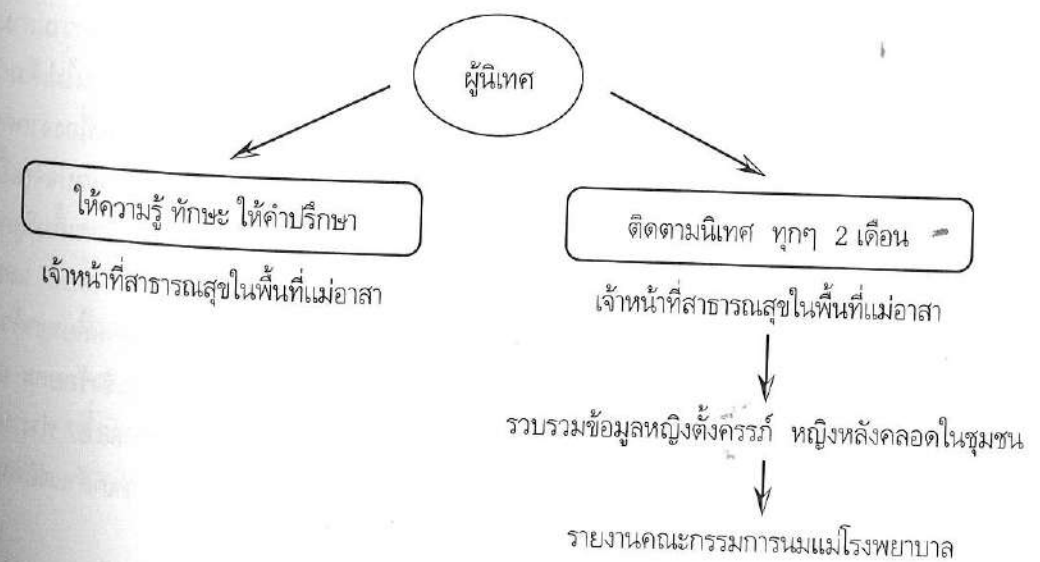 ผู้นิเทศ
ให้ความรู้ ทักษะ ให้คำปรึกษา
เจ้าหน้าที่สาธารณสุขในพื้นที่แม่อาสา
ติดตามนิเทศ ทุกๆ 2 เดือน
เจ้าหน้าที่สาธารณสุขในพื้นที่แม่อาสา
รวบรวมข้อมูลหญิงตั้งครรภ์ หญิงหลังคลอดในชุมชน
รายงานคณะกรรมการนมแม่โรงพยาบาล